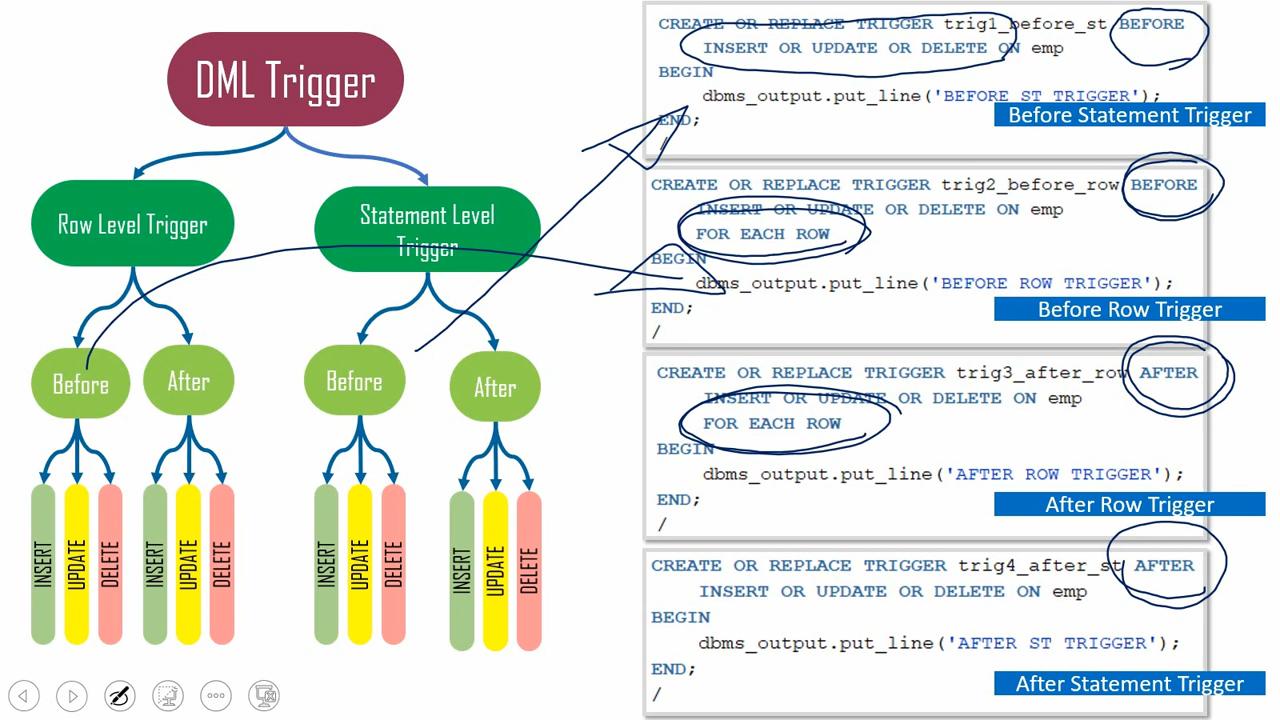 DML Trigger
Row Level Trigger
Statement Level
Trigger
Before
After
Before
After
INSERT
UPDATE
DELETE
INSERT
UPDATE
DELETE
INSERT
UPDATE
DELETE
INSERT
UPDATE
DELETE
CREATE OR REPLACE TRIGGER trig1_before_st BEFORE
INSERT OR UPDATE OR DELETE ON emp
BEGIN
dbms_output.put_line('BEFORE ST TRIGGER');
END;
/
Before Statement Trigger
CREATE OR REPLACE TRIGGER trig2_before_row BEFORE
INSERT OR UPDATE OR DELETE ON emp
FOR EACH ROW
BEGIN
dbms_output.put_line('BEFORE ROW TRIGGER');
END;
/
Before Row Trigger
CREATE OR REPLACE TRIGGER trig3_after_row AFTER
INSERT OR UPDATE OR DELETE ON emp
FOR EACH ROW
BEGIN
dbms_output.put_line('AFTER ROW TRIGGER');
END;
/
After Row Trigger
CREATE OR REPLACE TRIGGER trig4_after_st AFTER
INSERT OR UPDATE OR DELETE ON emp
BEGIN
dbms_output.put_line('AFTER ST TRIGGER');
END;
/
After Statement Trigger